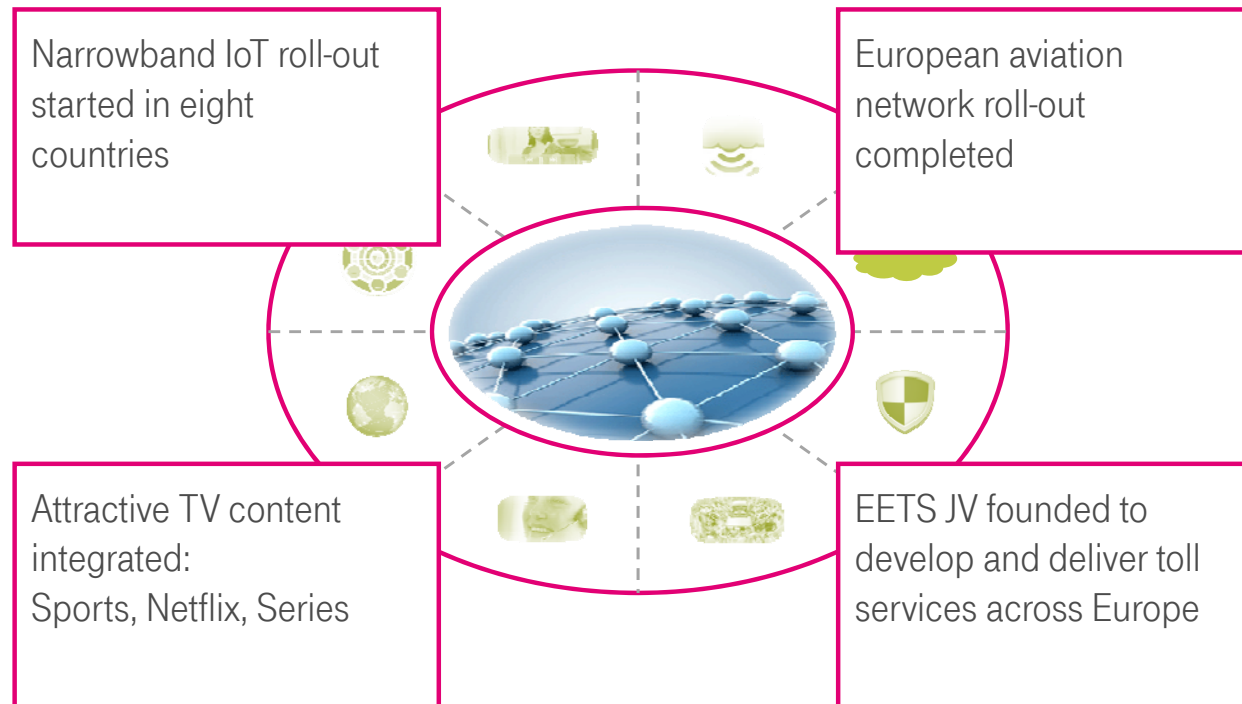 Narrowband IoT roll-out
started in eight
countries
European aviation
network roll-out
completed
Attractive TV content
integrated:
Sports, Netflix, Series
EETS JV founded to
develop and deliver toll
services across Europe